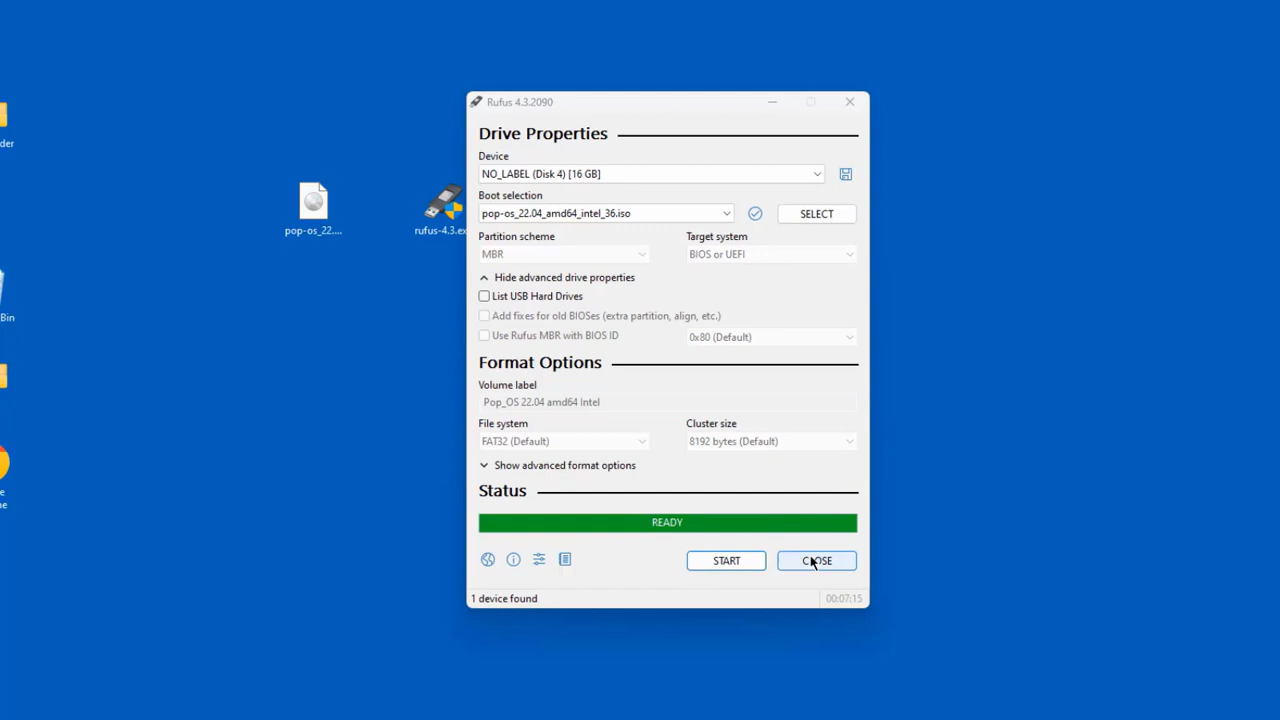 Rufus 4.3.2090
Drive Properties
Device
NO_LABEL (Disk 4) [16 GB]
Boot selection
pop-os_22.04_amd64_intel_36.iso
SELECT
Partition scheme
Target system
MBR
BIOS or UEFI
Hide advanced drive properties
List USB Hard Drives
Add fixes for old BIOSes (extra partition, align, etc.)
Use Rufus MBR with BIOS ID
0x80 (Default)
Format Options
Volume label
Pop_OS 22.04 amd64 Intel
File system
Cluster size
FAT32 (Default)
8192 bytes (Default)
Show advanced format options
Status
READY
START
CLOSE
1 device found
00:07:15
pop-os_22....
rufus-4.3.ex
der
Bin
e
me